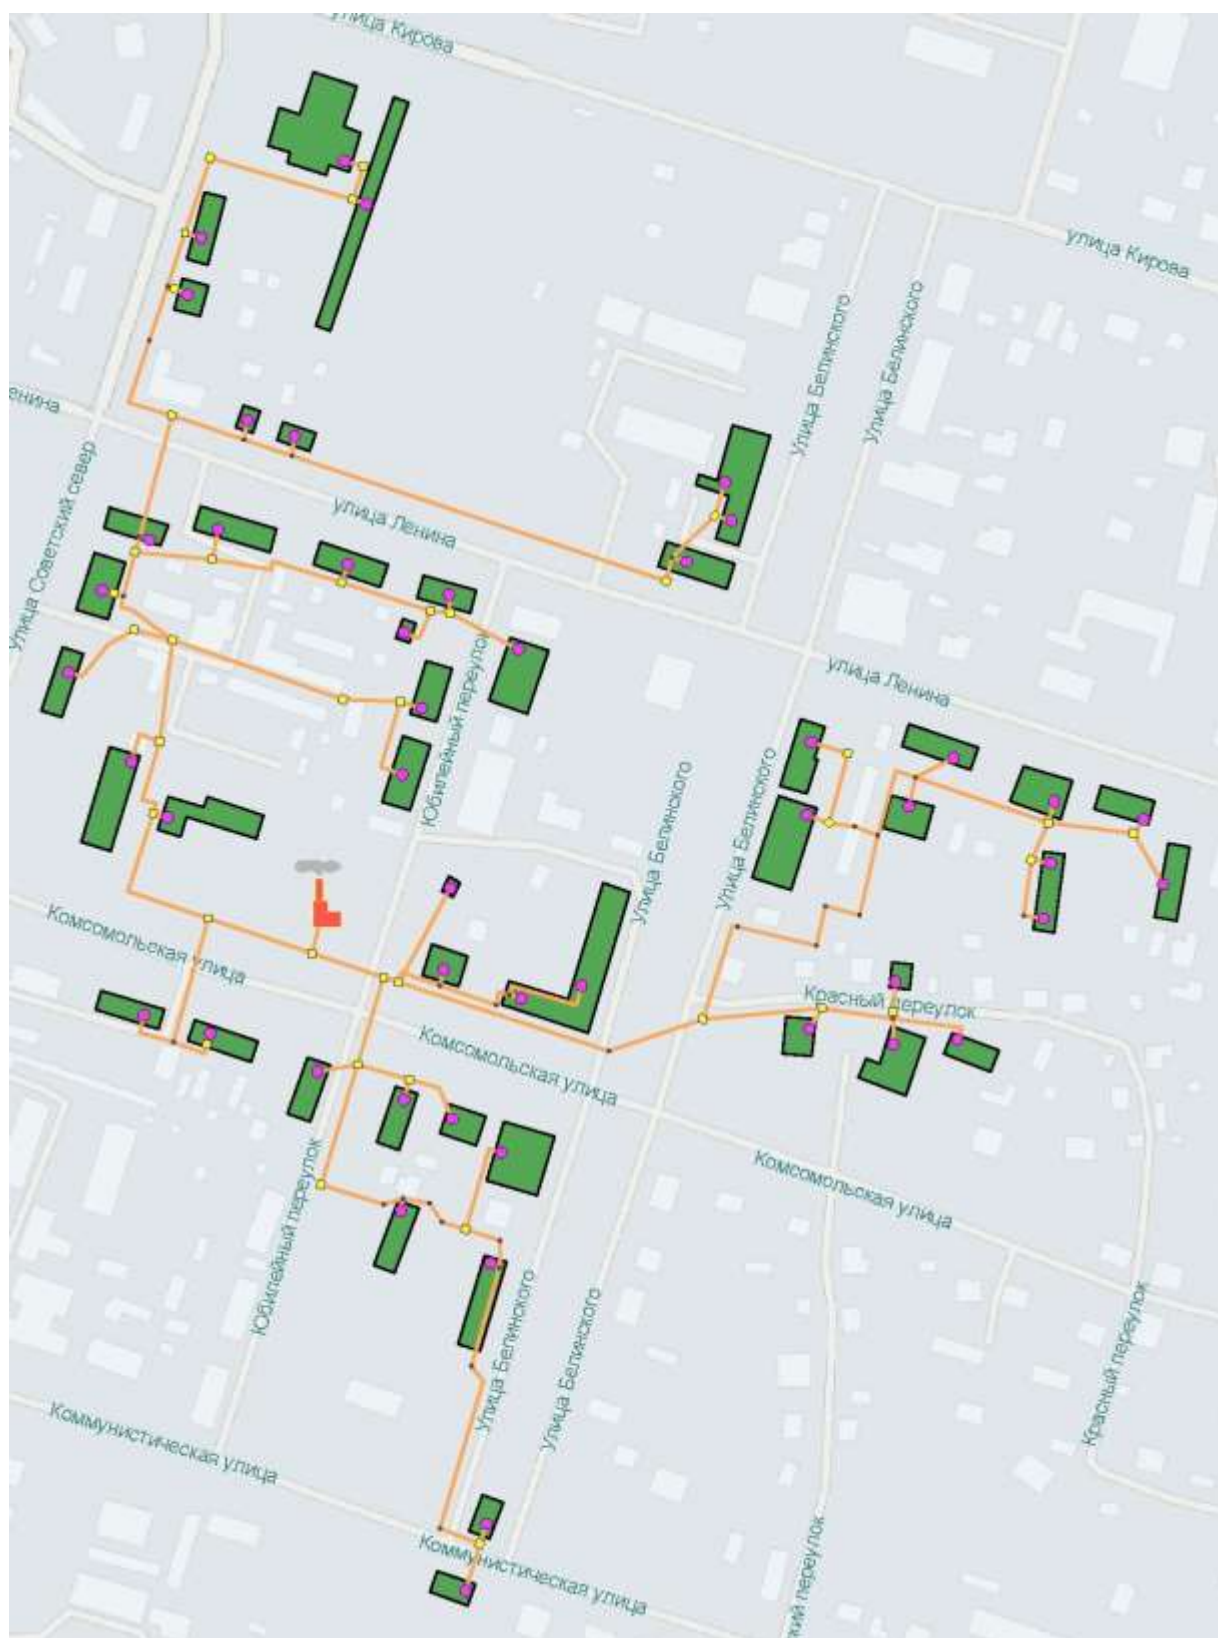 улица Кирова
улица Кирова
Улица Белинского
Улица Белинского
ленина
улица Ленина
Улица Советский север
Юбилейный переулок
улица Ленина
Улица Белинского
Улица Белинского
Комсомольская улица
Красный переулок
Комсомольская улица
Юбилейный переулок
Комсомольская улица
Улица Белинского
Улица Белинского
Красный переулок
Коммунистическая улица
Коммунистическая улица
ский переулок